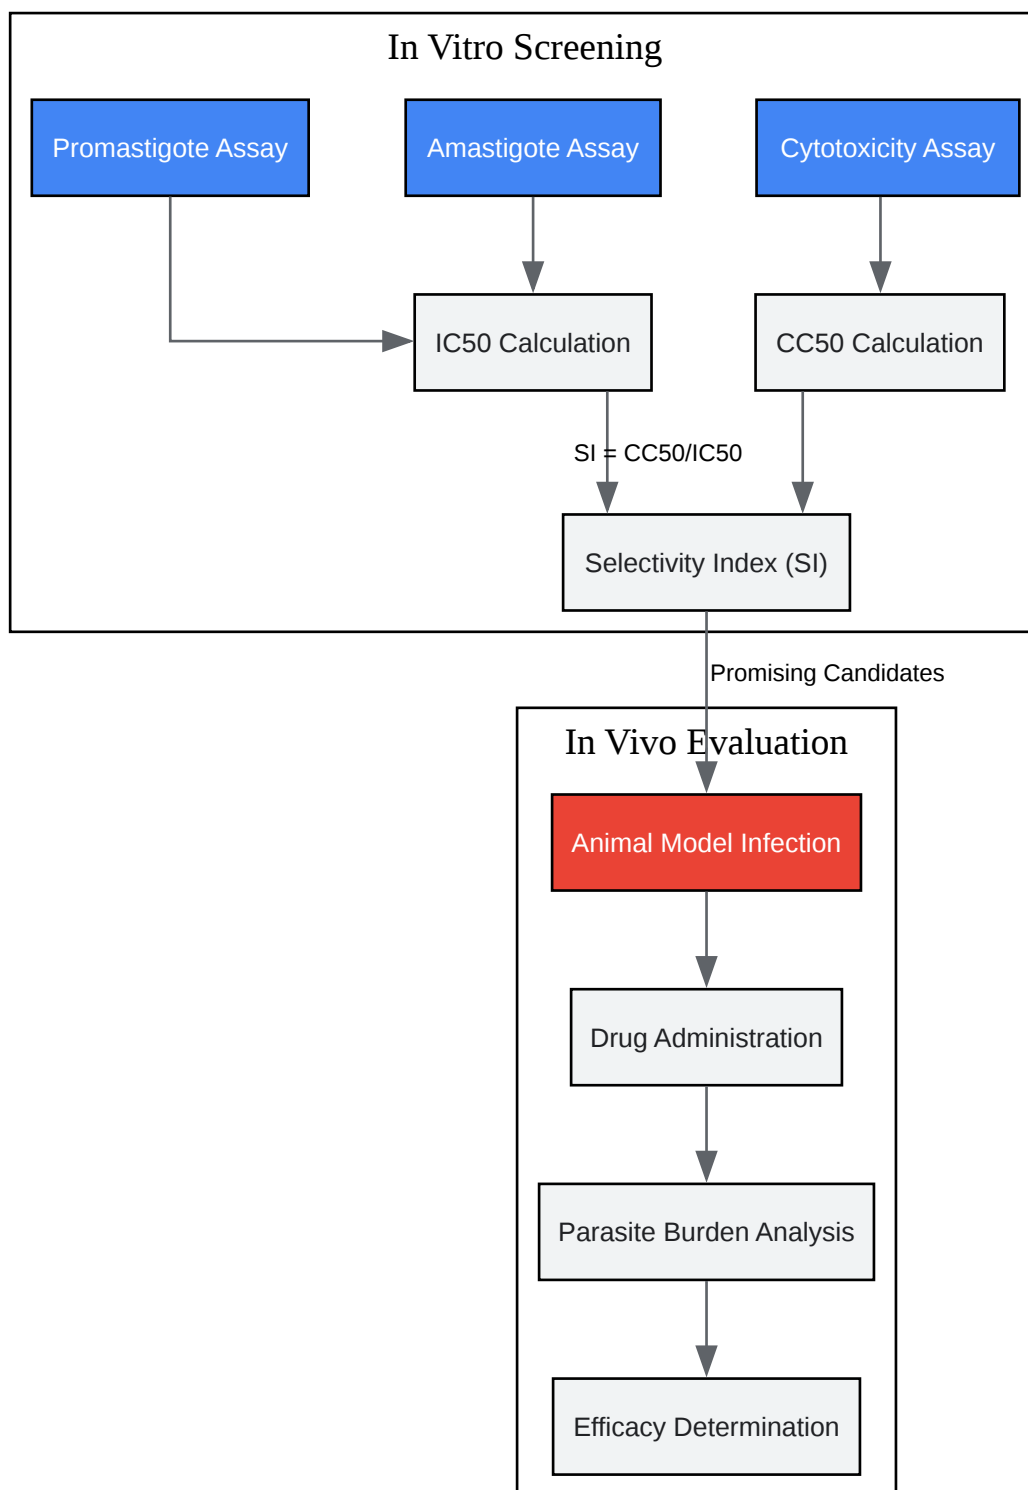 In Vitro Screening
Promastigote Assay
Amastigote Assay
Cytotoxicity Assay
IC50 Calculation
CC50 Calculation
SI = CC50/IC50
Selectivity Index (SI)
Promising Candidates
In Vivo Evaluation
Animal Model Infection
Drug Administration
Parasite Burden Analysis
Efficacy Determination